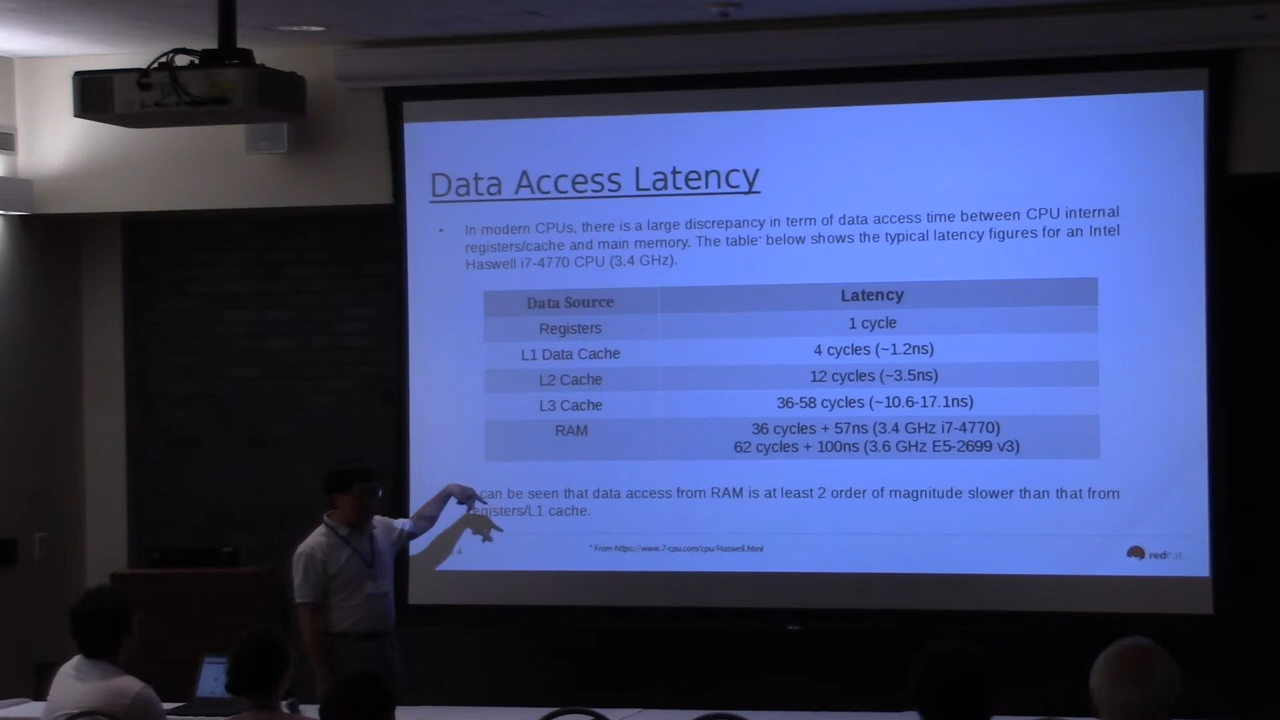 Data Access Latency
• In modern CPUs, there is a large discrepancy in term of data access time between CPU internal
registers/cache and main memory. The table* below shows the typical latency figures for an Intel
Haswell i7-4770 CPU (3.4 GHz).
Data Source Latency
Registers 1 cycle
L1 Data Cache 4 cycles (~1.2ns)
L2 Cache 12 cycles (~3.5ns)
L3 Cache 36-58 cycles (~10.6-17.1ns)
RAM 36 cycles + 57ns (3.4 GHz i7-4770)
62 cycles + 100ns (3.6 GHz E5-2699 v3)
can be seen that data access from RAM is at least 2 order of magnitude slower than that from
registers/L1 cache.
4
* From https://www.7-cpu.com/cpu/Haswell.html
redhat